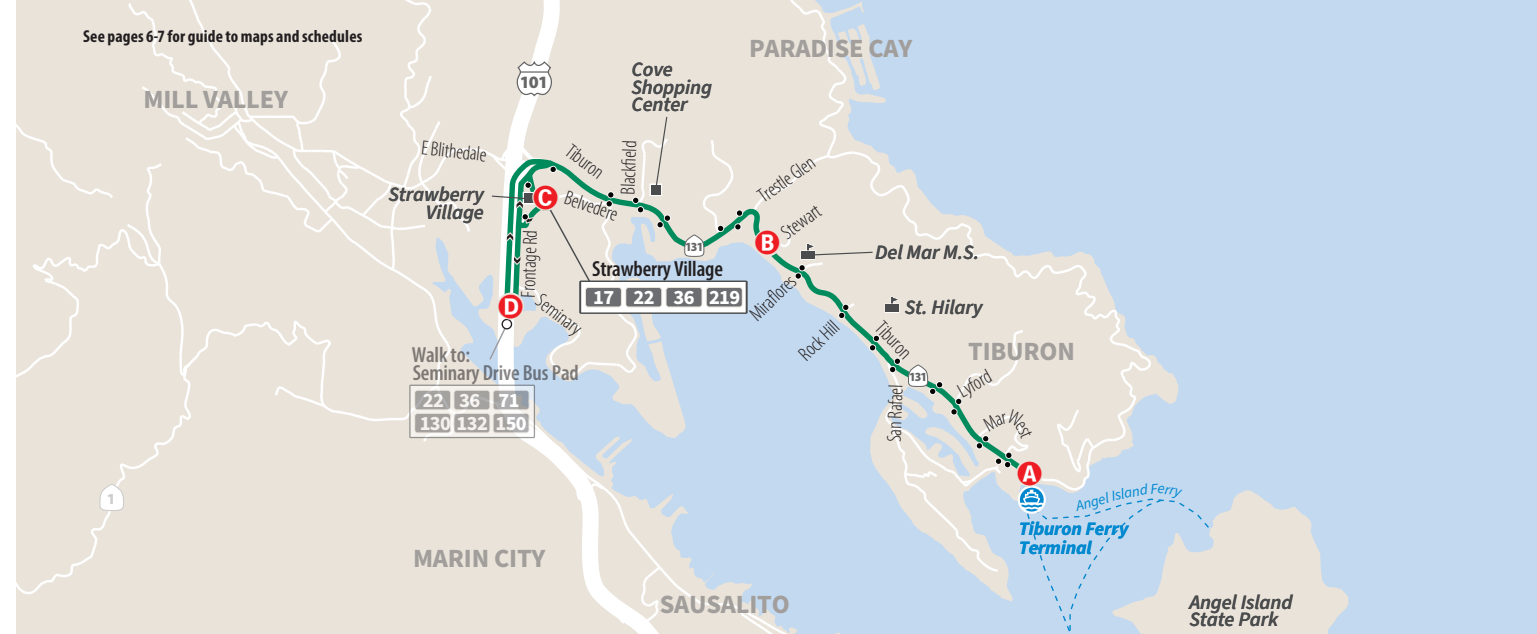 See pages 6-7 for guide to maps and schedules
PARADISE CAY
MILL VALLEY
101
Cove
Shopping
Center
E Blithedale
Tiburon
Blackfield
Trestle Glen
Strawberry
Village
C
Belvedere
Stewart
B
131
Del Mar M.S.
Frontage Rd
Strawberry Village
17 22 36 219
Miraflores
D
Seminary
St. Hilary
Rock Hill
Tiburon
TIBURON
Walk to:
Seminary Drive Bus Pad
22 36 71
130 132 150
131
Lyford
San Rafael
Mar West
A
1
Angel Island Ferry
Tiburon Ferry
Terminal
MARIN CITY
SAUSALITO
Angel Island
State Park